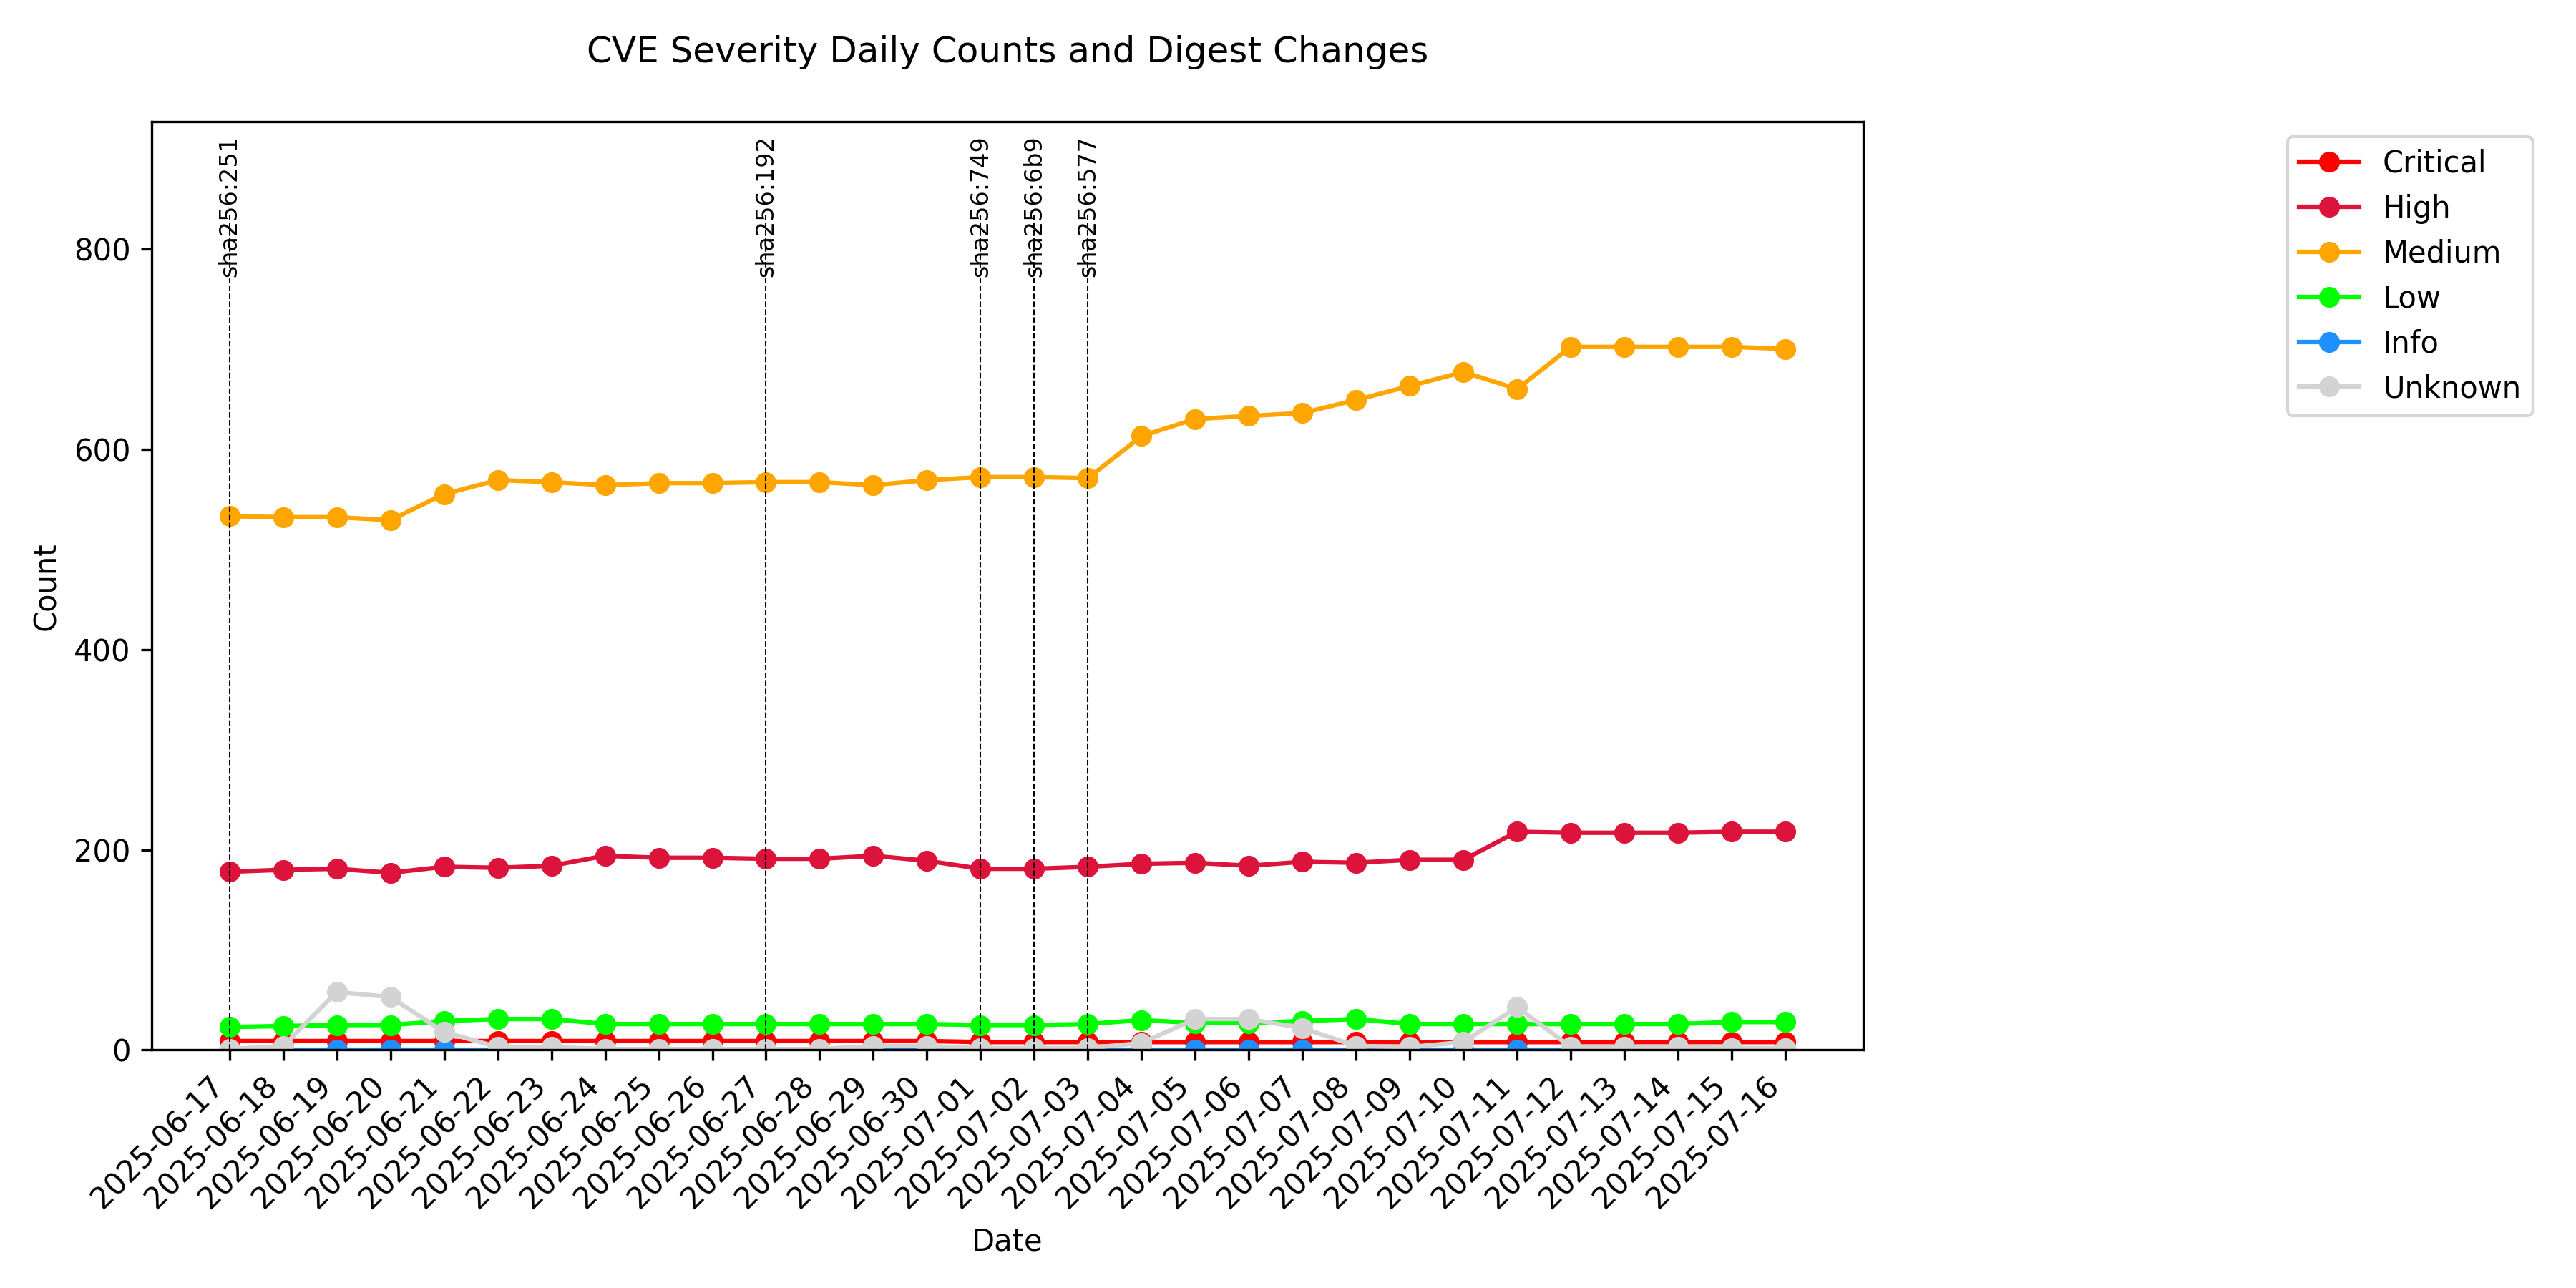 CVE Severity Daily Counts and Digest Changes
sha256:251
sha256:192
sha256:749
sha256:6b9
sha256:577
Critical
High
Medium
Low
Info
Unknown
800
600
400
200
0
Count
2025-06-17
2025-06-18
2025-06-19
2025-06-20
2025-06-21
2025-06-22
2025-06-23
2025-06-24
2025-06-25
2025-06-26
2025-06-27
2025-06-28
2025-06-29
2025-06-30
2025-07-01
2025-07-02
2025-07-03
2025-07-04
2025-07-05
2025-07-06
2025-07-07
2025-07-08
2025-07-09
2025-07-10
2025-07-11
2025-07-12
2025-07-13
2025-07-14
2025-07-15
2025-07-16
Date